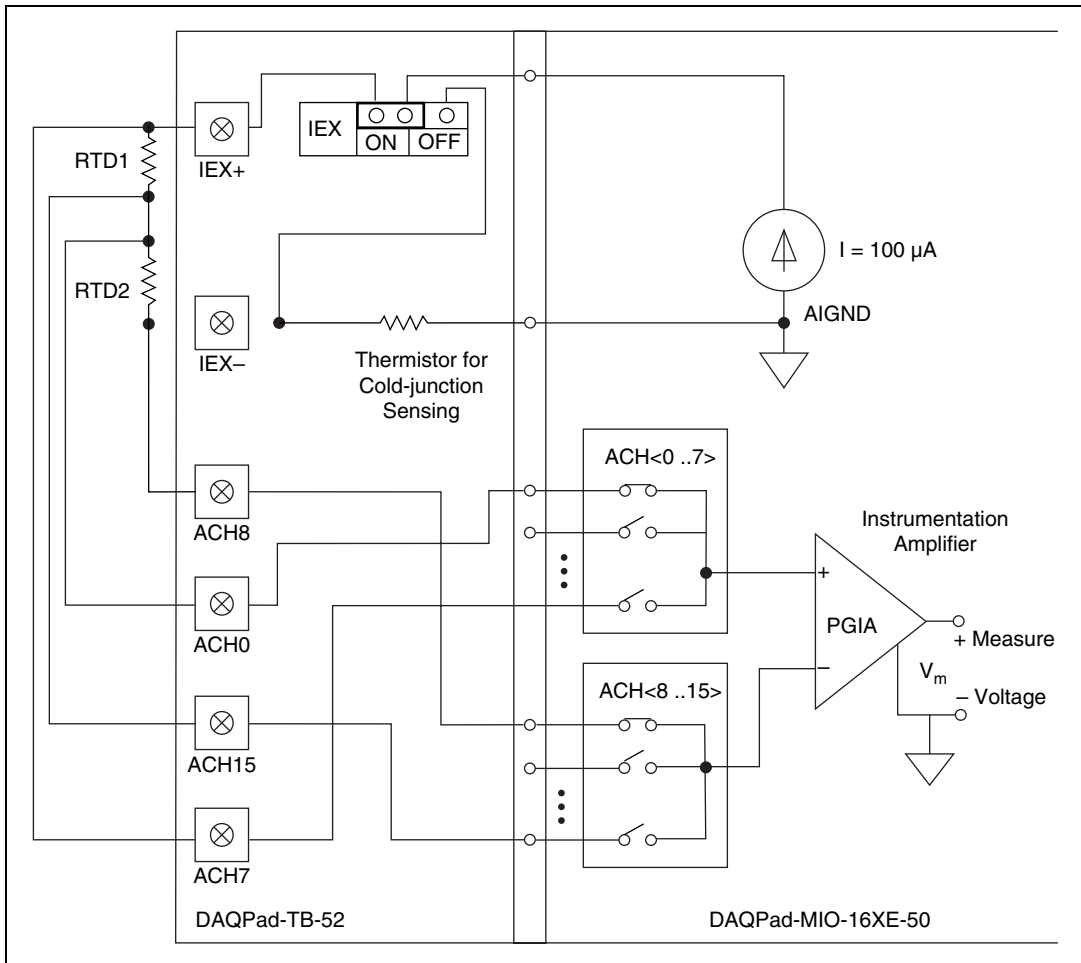 IEX
ON
OFF
RTD1
IEX+
I = 100 µA
RTD2
AIGND
IEX–
Thermistor for
Cold-junction
Sensing
ACH<0 ..7>
ACH8
Instrumentation
Amplifier
+
PGIA
–
+ Measure
Vm
– Voltage
ACH0
ACH<8 ..15>
ACH15
ACH7
DAQPad-TB-52
DAQPad-MIO-16XE-50